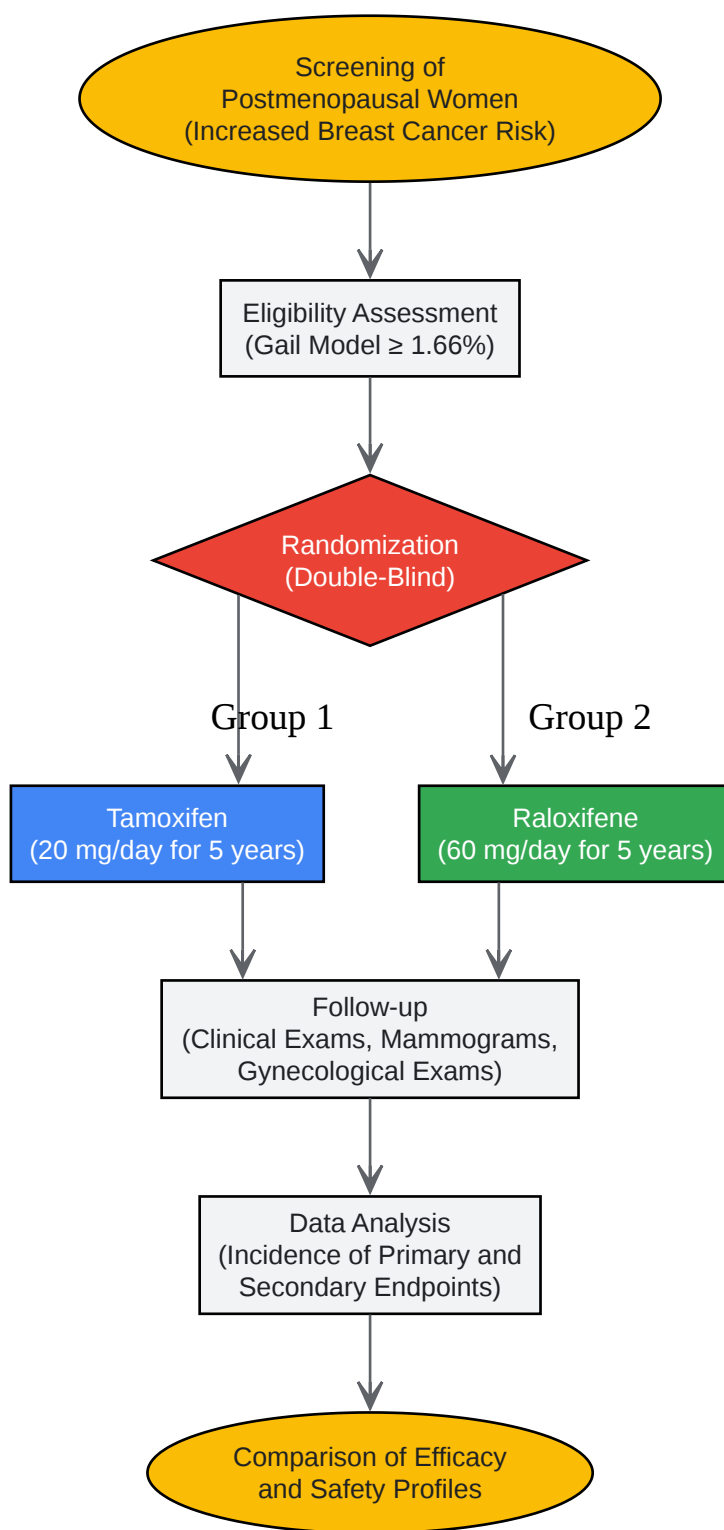 Screening of
Postmenopausal Women
(Increased Breast Cancer Risk)
Eligibility Assessment
(Gail Model ≥ 1.66%)
Randomization
(Double-Blind)
Group 1
Group 2
Tamoxifen
(20 mg/day for 5 years)
Raloxifene
(60 mg/day for 5 years)
Follow-up
(Clinical Exams, Mammograms,
Gynecological Exams)
Data Analysis
(Incidence of Primary and
Secondary Endpoints)
Comparison of Efficacy
and Safety Profiles